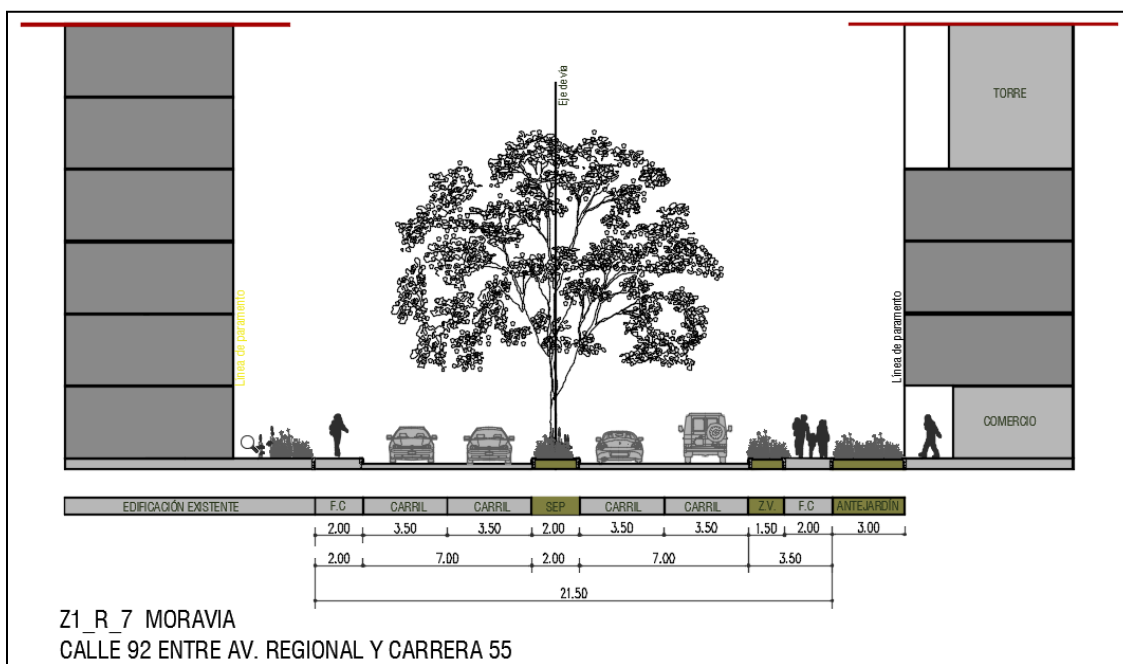 Eje de vía
TORRE
Línea de paramento
Línea de paramento
COMERCIO
EDIFICACIÓN EXISTENTE F.C CARRIL CARRIL SEP CARRIL CARRIL Z.V. F.C ANTEJARDÍN
2.00 3.50 3.50 2.00 3.50 3.50 1.50 2.00 3.00
2.00 7.00 2.00 7.00 3.50
21.50
Z1_R_7 MORAVIA
CALLE 92 ENTRE AV. REGIONAL Y CARRERA 55